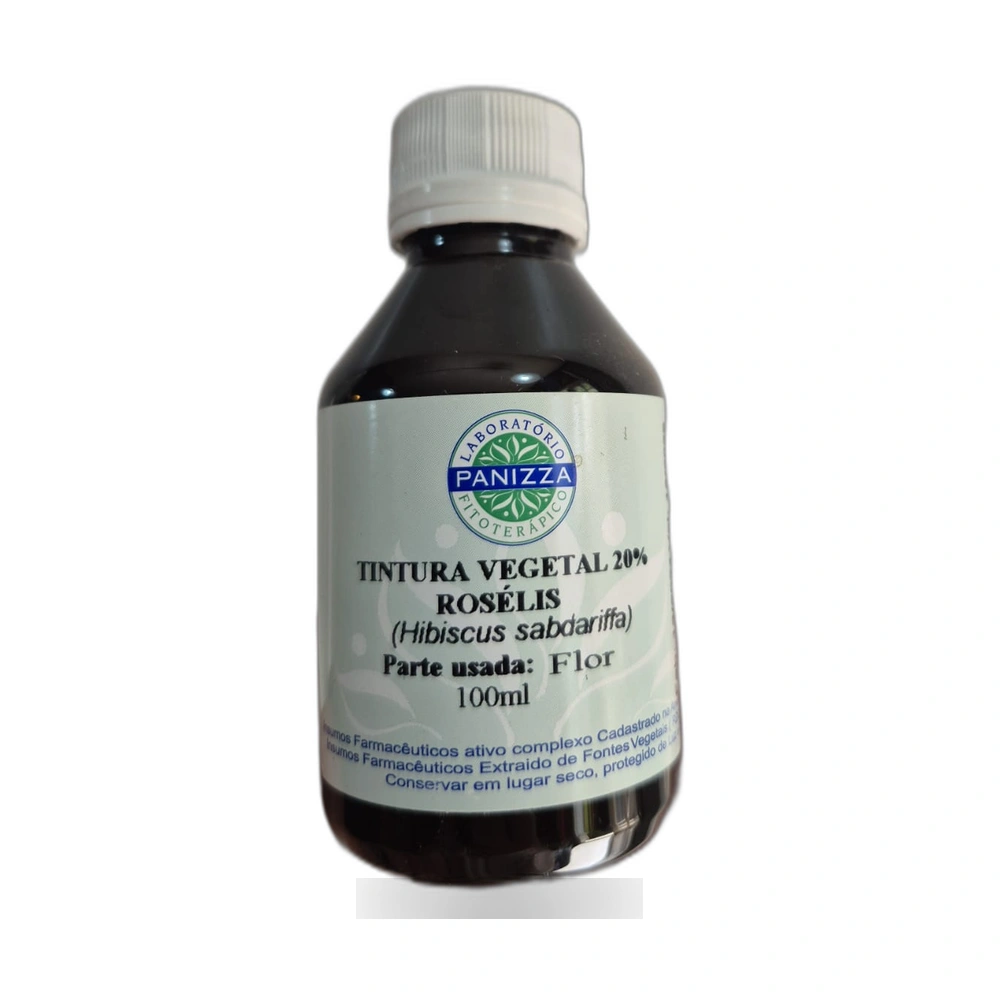 LABORATÓRIO
PANIZZA
FITOTERÁPICO
TINTURA VEGETAL 20%
ROSÉLIS
(Hibiscus sabdariffa)
Parte usada: Flor
100ml
Insumos Farmacêuticos ativo complexo Cadastrado na
Insumos Farmacêuticos Extraido de Fontes Vegetais
Conservar em lugar seco, protegido de